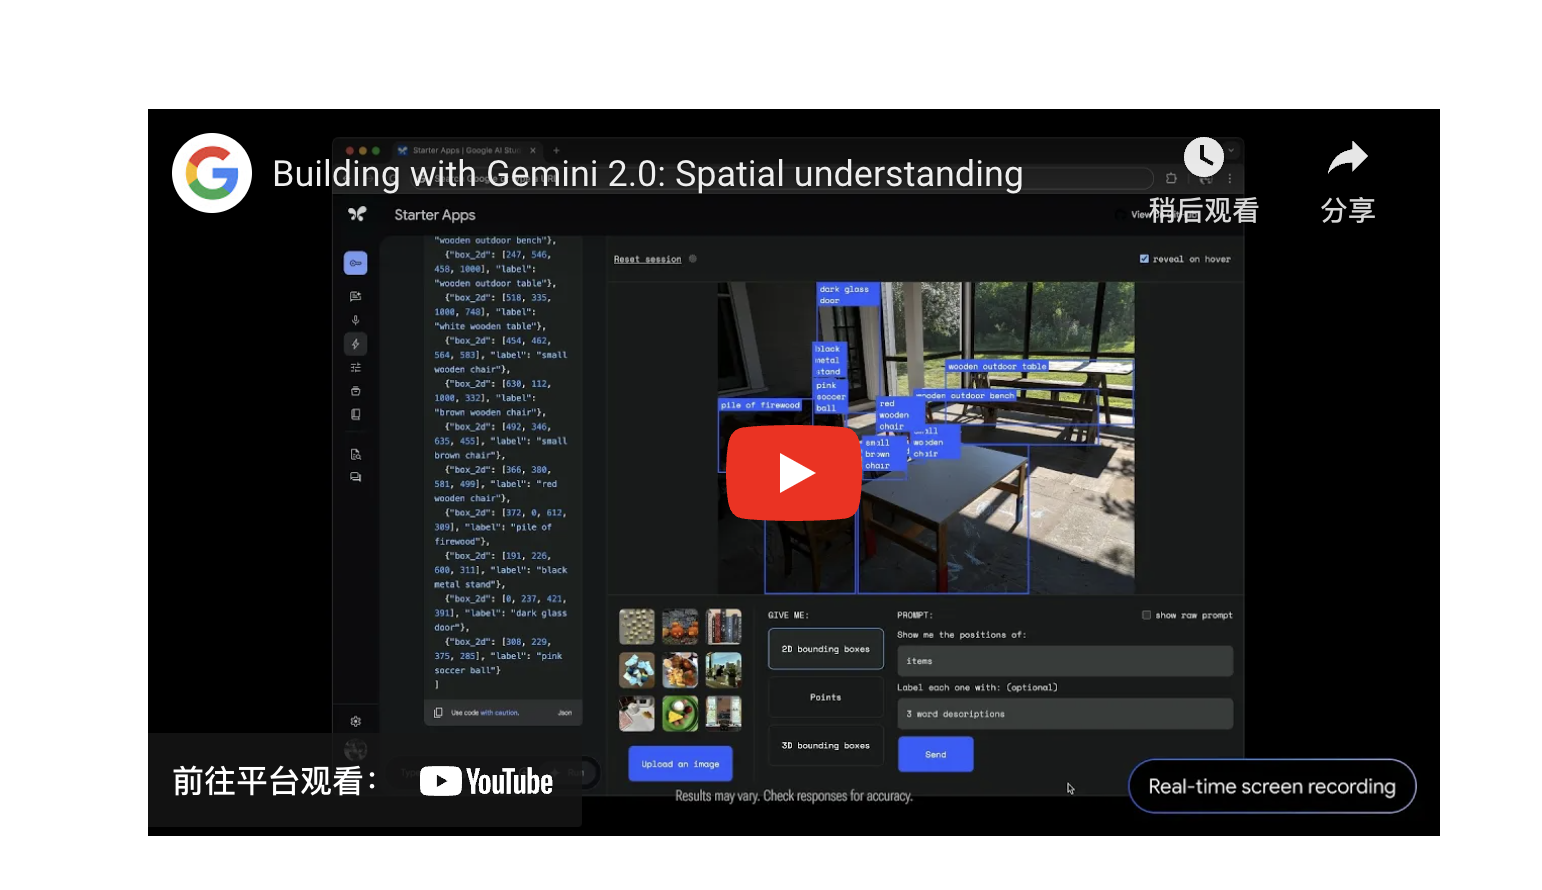 Starter Apps | Google AI Stu
Building with Gemini 2.0: Spatial understanding
稍后观看
分享
Starter Apps
View
"wooden outdoor bench"},
{"box_2d": [247, 546,
458, 1000], "label":
"wooden outdoor table"},
{"box_2d": [518, 335,
1000, 748], "label":
"white wooden table"},
{"box_2d": [454, 462,
564, 583], "label": "small
wooden chair"},
{"box_2d": [630, 112,
1000, 332], "label":
"brown wooden chair"},
{"box_2d": [492, 346,
635, 455], "label": "small
brown chair"},
{"box_2d": [366, 380,
581, 499], "label": "red
wooden chair"},
{"box_2d": [372, 0, 612,
309], "label": "pile of
firewood"},
{"box_2d": [191, 226,
600, 311], "label": "black
metal stand"},
{"box_2d": [0, 237, 421,
391], "label": "dark glass
door"},
{"box_2d": [308, 229,
375, 285], "label": "pink
soccer ball"}
]
Use code with caution.
Json
Reset session
reveal on hover
dark glass
door
black
metal
stand
pink
soccer
ball
pile of firewood
wooden outdoor table
wooden outdoor bench
red
wooden
chair
small
wooden
chair
small
brown
chair
GIVE ME:
2D bounding boxes
Points
3D bounding boxes
PROMPT:
show raw prompt
Show me the positions of:
items
Label each one with: (optional)
3 word descriptions
Send
Upload an image
前往平台观看：
YouTube
Results may vary. Check responses for accuracy.
Real-time screen recording